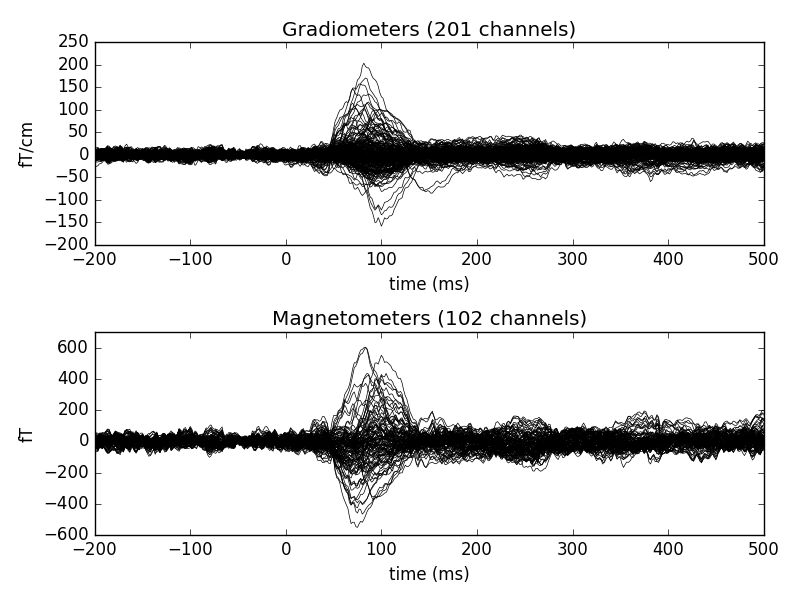 Gradiometers (201 channels)
250
200
150
100
50
0
−50
−100
−150
−200
fT/cm
−200 −100 0 100 200 300 400 500
time (ms)
Magnetometers (102 channels)
600
400
200
0
−200
−400
−600
fT
−200 −100 0 100 200 300 400 500
time (ms)